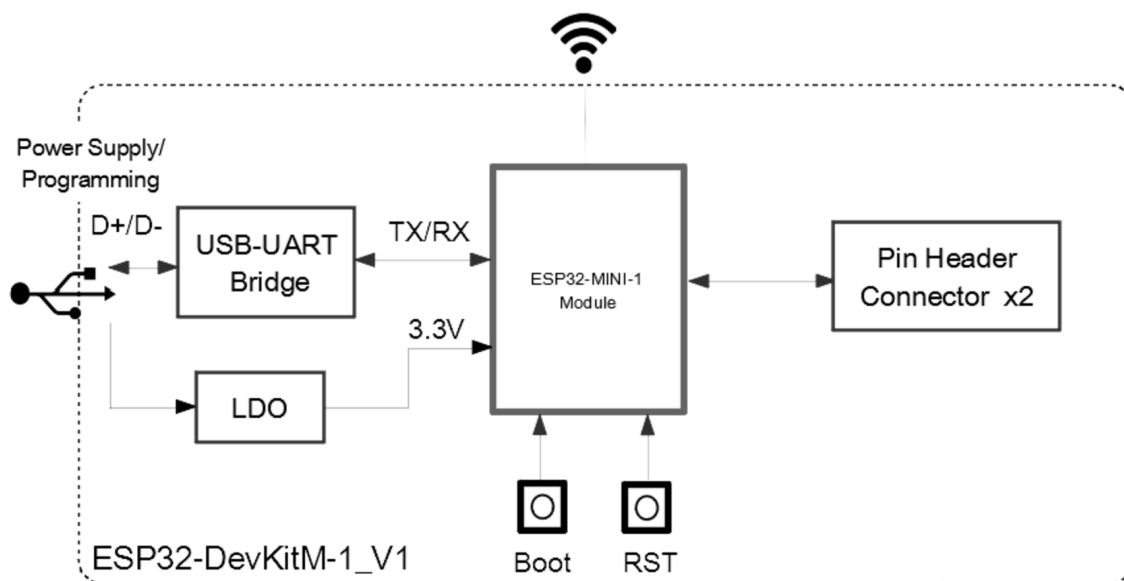 Power Supply/
Programming
D+/D-
USB-UART
Bridge
TX/RX
ESP32-MINI-1
Module
Pin Header
Connector x2
3.3V
LDO
Boot
RST
ESP32-DevKitM-1_V1